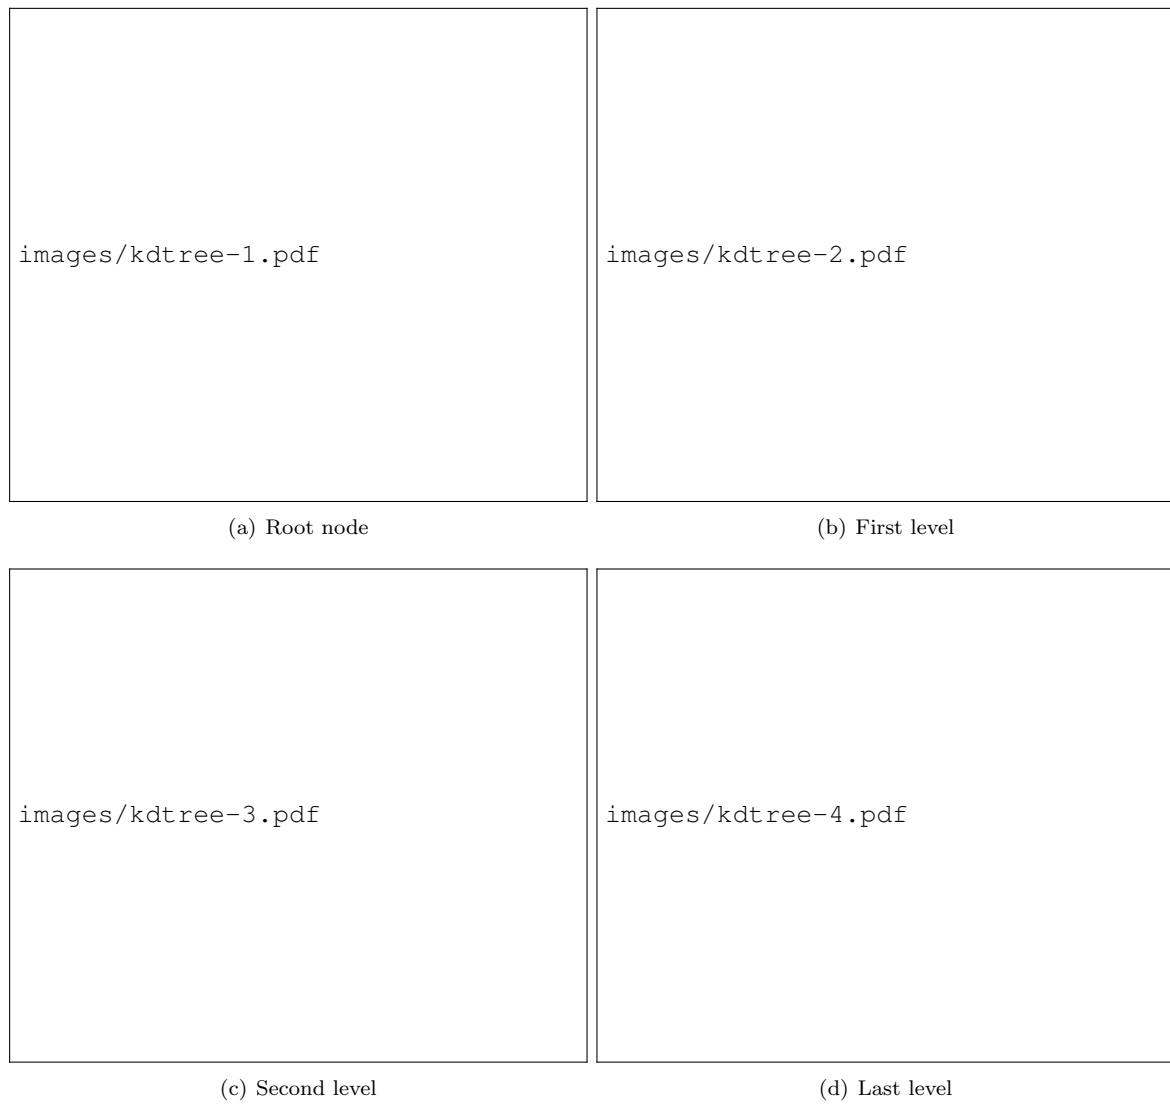 images/kdtree-1.pdf
images/kdtree-2.pdf
(a) Root node
(b) First level
images/kdtree-3.pdf
images/kdtree-4.pdf
(c) Second level
(d) Last level